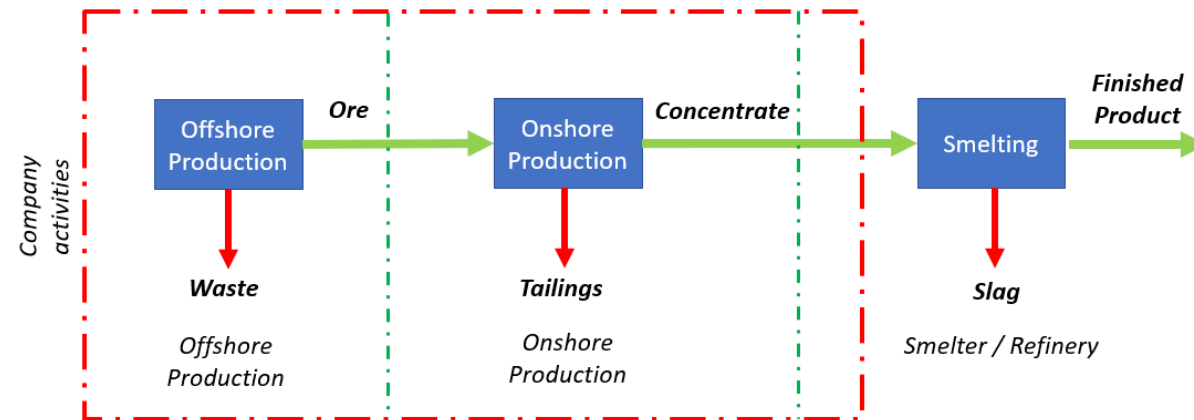 Company
activities
Offshore
Production
Ore
Onshore
Production
Concentrate
Smelting
Finished
Product
Waste
Tailings
Slag
Offshore
Production
Onshore
Production
Smelter / Refinery